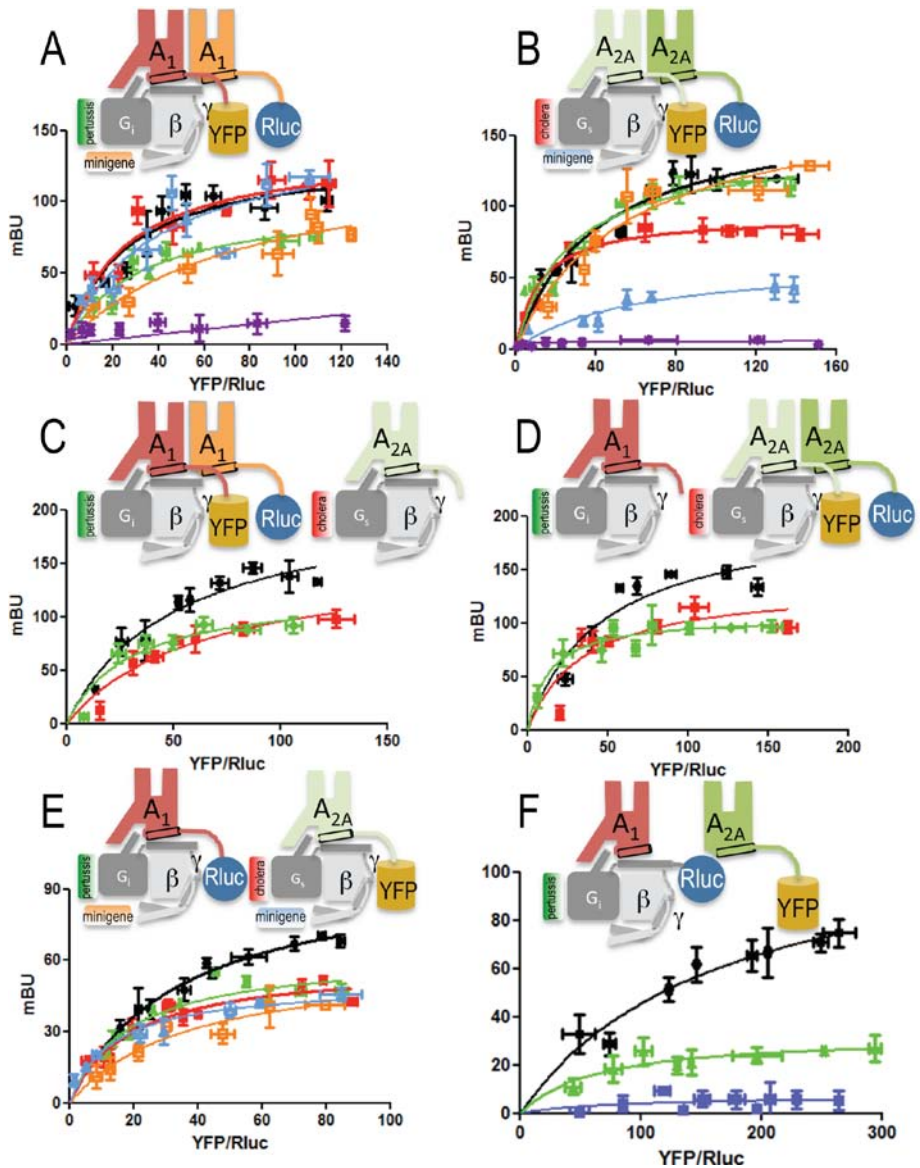 A
A1 A1
pertussis
Gi β γ YFP Rluc
minigene
150
100
50
0
mBU
0 20 40 60 80 100 120 140
YFP/Rluc
B
A2A A2A
cholera
Gs β γ YFP Rluc
minigene
150
100
50
0
mBU
0 40 80 120 160
YFP/Rluc
C
A1 A1 A2A
pertussis
Gi β γ YFP Rluc
cholera
Gs β γ
200
150
100
50
0
mBU
0 50 100 150
YFP/Rluc
D
A1 A2A A2A
pertussis
Gi β γ
cholera
Gs β γ YFP Rluc
200
150
100
50
0
mBU
0 50 100 150 200
YFP/Rluc
E
A1 A2A
pertussis
Gi β γ Rluc
minigene
cholera
Gs β γ YFP
minigene
90
60
30
0
mBU
0 20 40 60 80 100
YFP/Rluc
F
A1 A2A
pertussis
Gi β γ Rluc YFP
100
80
60
40
20
0
mBU
0 100 200 300
YFP/Rluc